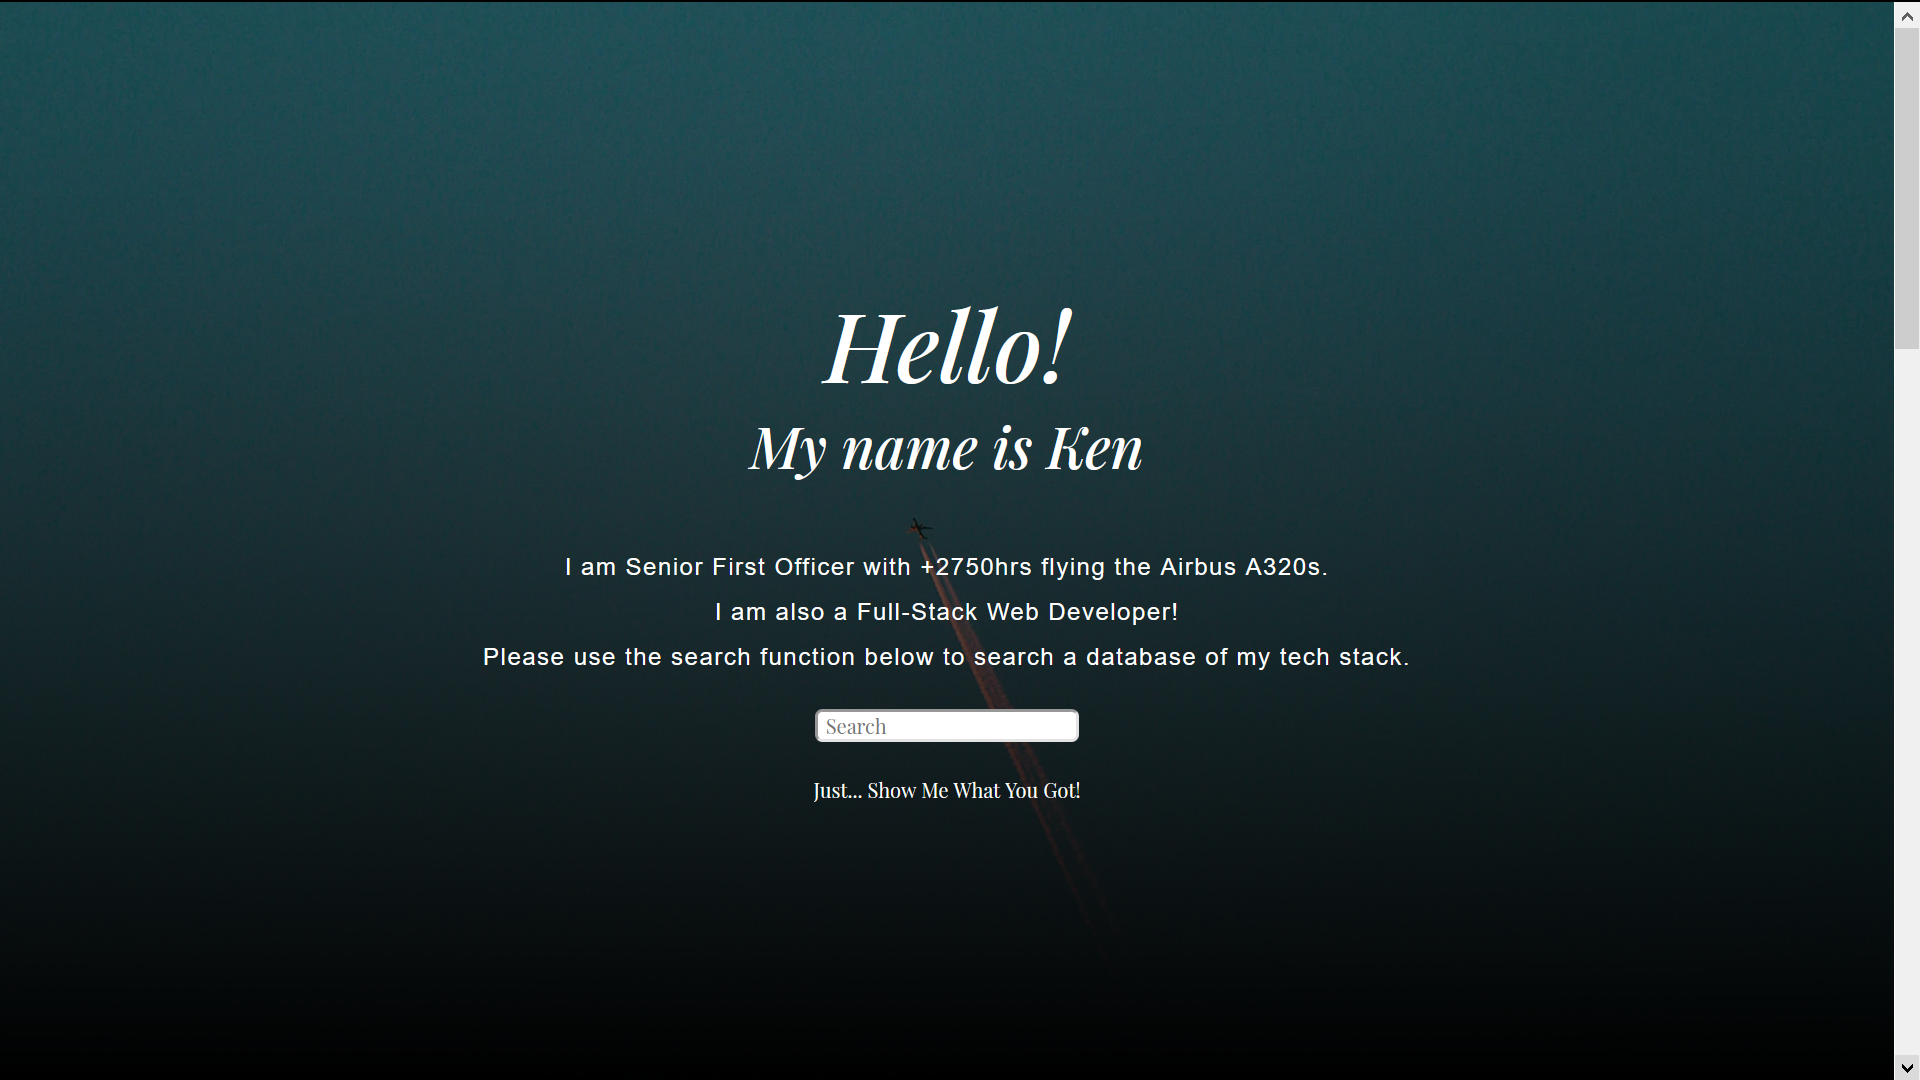 Hello!
My name is Ken
I am Senior First Officer with +2750hrs flying the Airbus A320s.
I am also a Full-Stack Web Developer!
Please use the search function below to search a database of my tech stack.
Search
Just... Show Me What You Got!